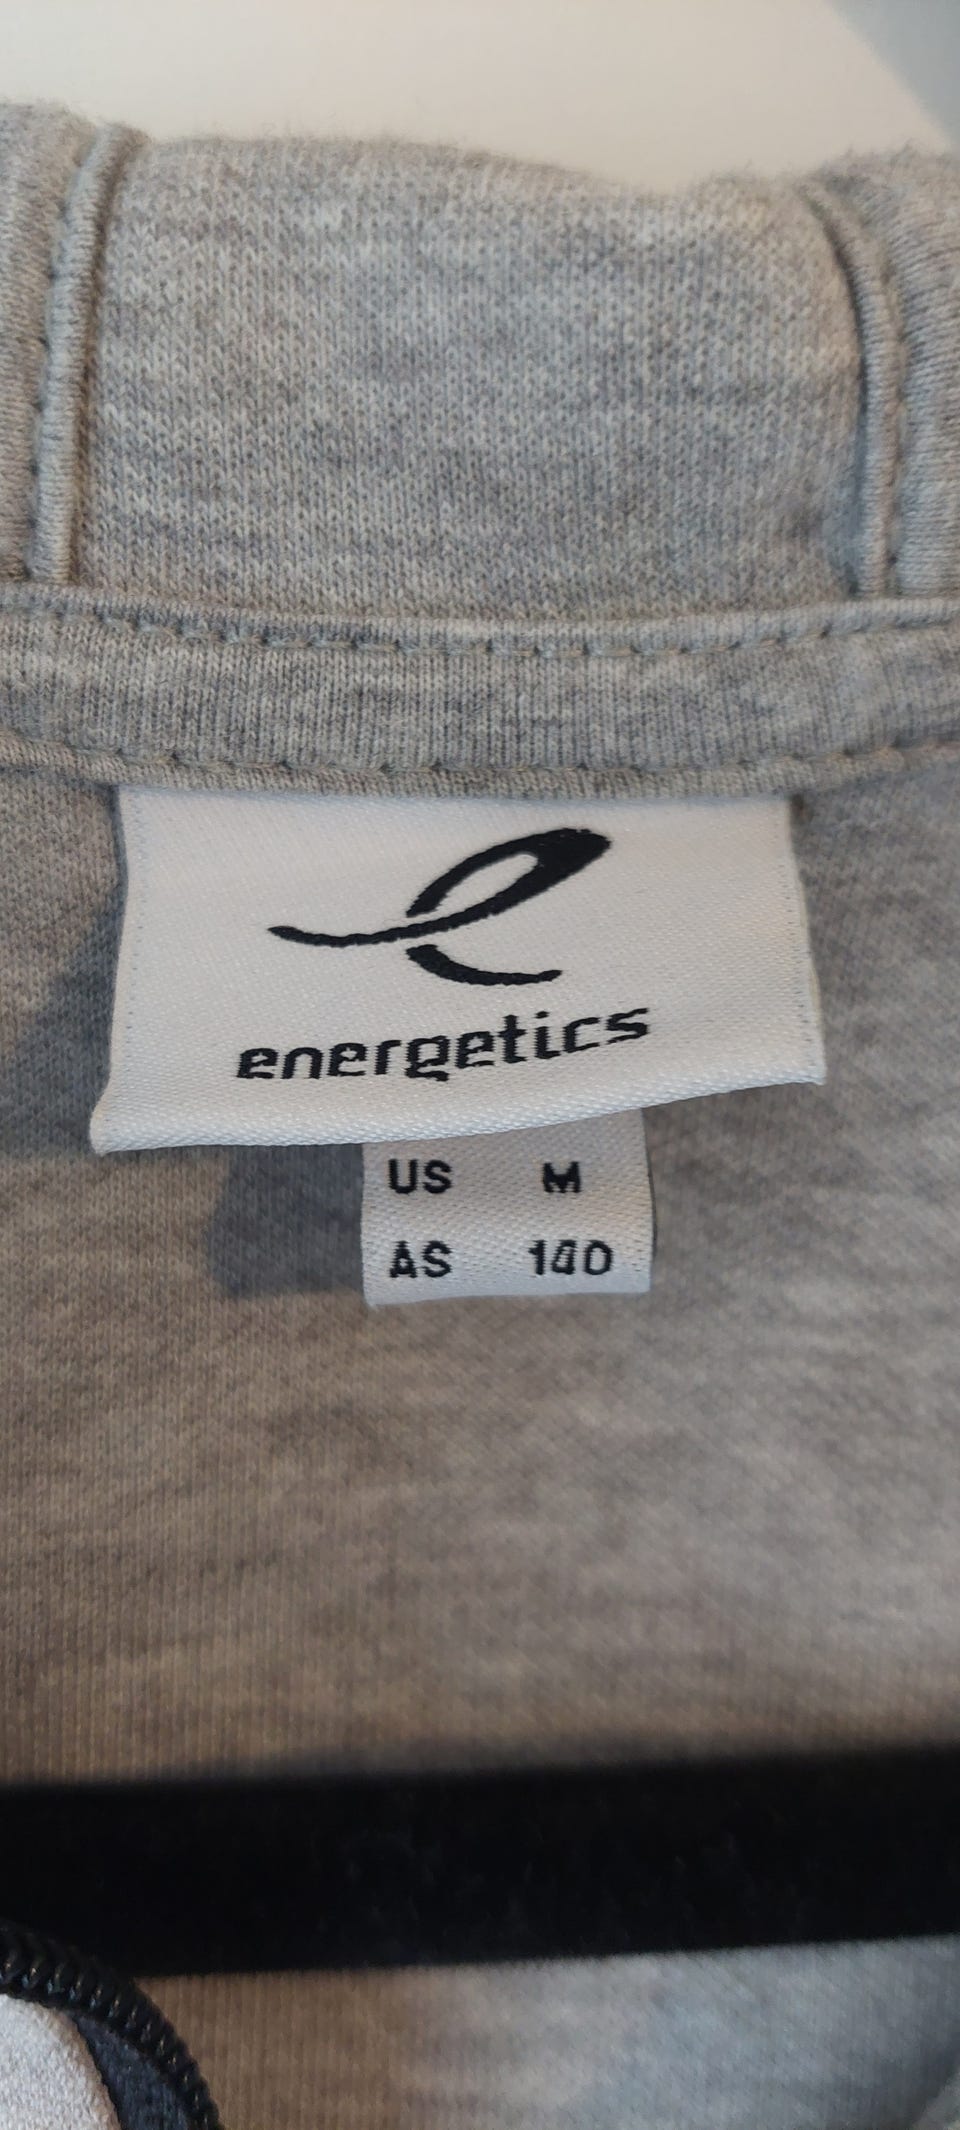 energetics
US M
AS 140